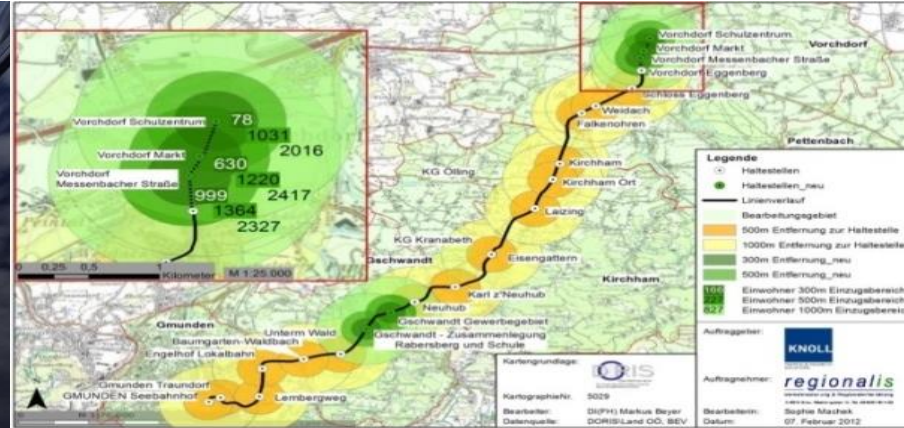 Vorchdorf Schulzentrum
Vorchdorf Markt
Vorchdorf
Messenbacher Straße
78
1031
2016
630
1220
2417
999
1364
2327
0 0,25 0,5 1
Kilometer
M 1:25.000
Vorchdorf Schulzentrum
Vorchdorf Markt
Vorchdorf Messenbacher Straße
Vorchdorf Eggenberg
Vorchdorf
Schloss Eggenberg
Weidach
Falkenohren
Pettenbach
KG Ölling
Kirchham
Kirchham Ort
Laizing
KG Kranabeth
Gschwandt
Eisengattern
Kirchham
Karl z'Neuhub
Neuhub
Gschwandt Gewerbegebiet
Gschwandt - Zusammenlegung
Rabersberg und Schule
Gmunden
Unterm Wald
Baumgarten-Waldbach
Engelhof Lokalbahn
Gmunden Traundorf
GMUNDEN Seebahnhof
Lembergweg
Legende
Haltestellen
Haltestellen_neu
Linienverlauf
Bearbeitungsgebiet
500m Entfernung zur Haltestelle
1000m Entfernung zur Haltestelle
300m Entfernung_neu
500m Entfernung_neu
Einwohner 300m Einzugsbereich
Einwohner 500m Einzugsbereich
827 Einwohner 1000m Einzugsbereich
Kartengrundlage:
DORIS
KartographieNr. 5029
Bearbeiter: DI(FH) Markus Beyer
Datenquelle: DORIS\Land OÖ, BEV
Auftraggeber:
KNOLL
Auftragnehmer:
regionalis
Bearbeiterin: Sophie Mashek
Datum: 07. Februar 2012